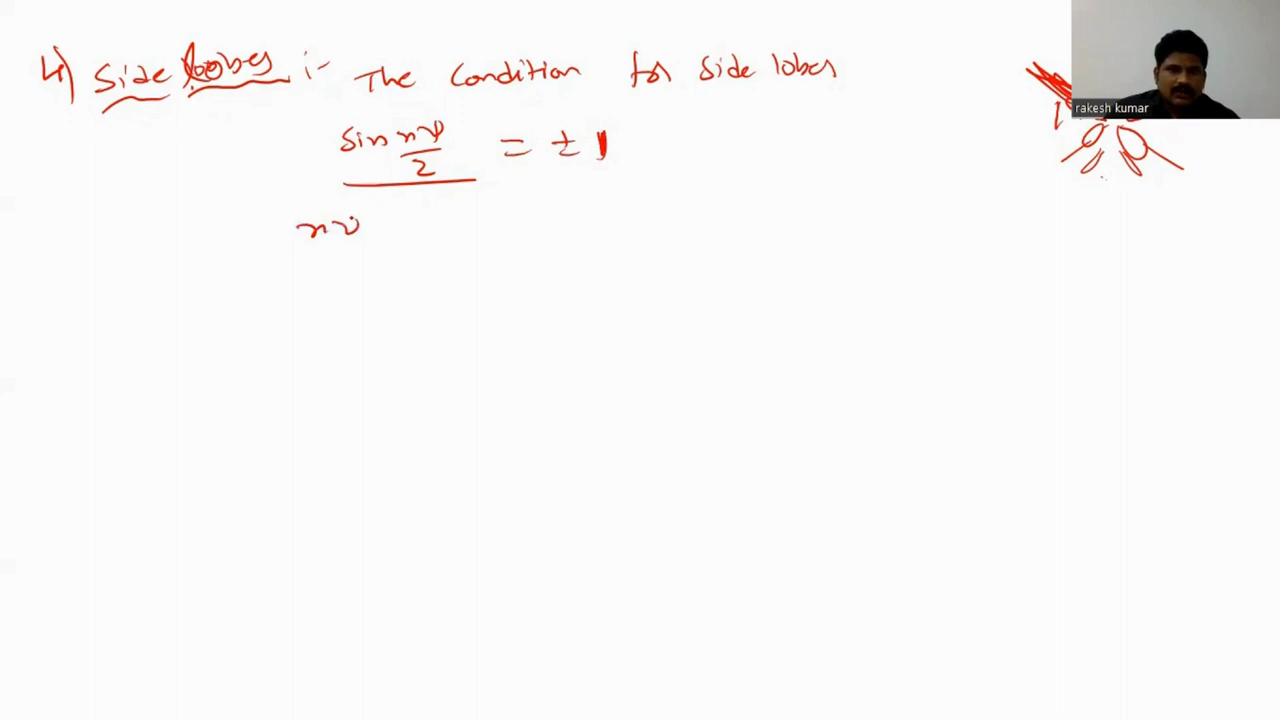 4) Side lobes :- The condition for side lobes
sin nψ/2 = ± 1
nψ
rakesh kumar